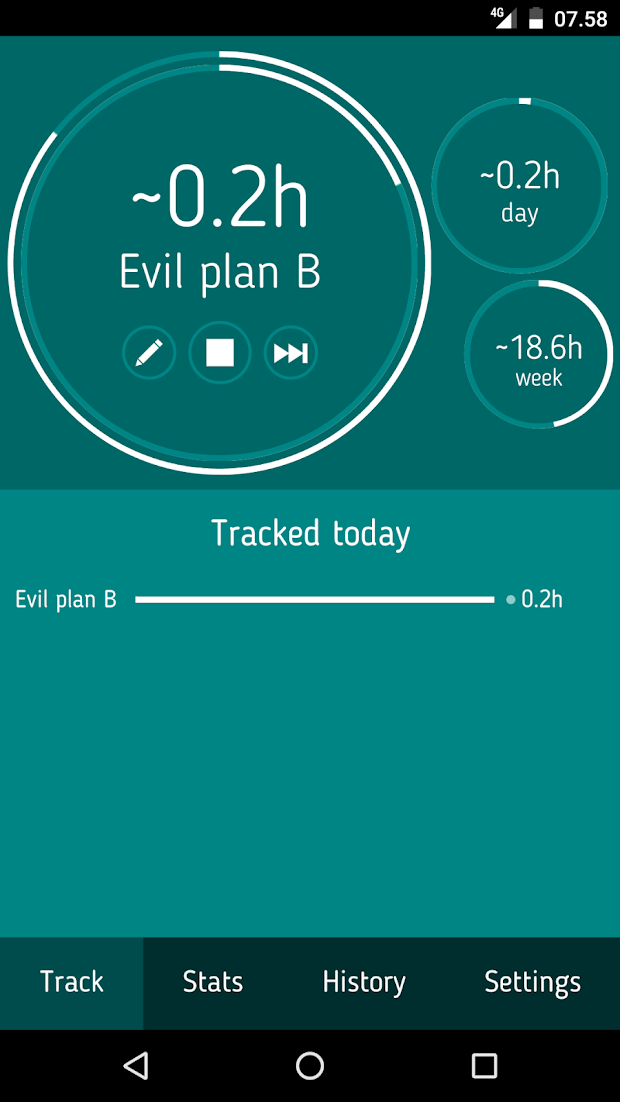 4G 07.58
~0.2h
Evil plan B
~0.2h
day
~18.6h
week
Tracked today
Evil plan B 0.2h
Track Stats History Settings